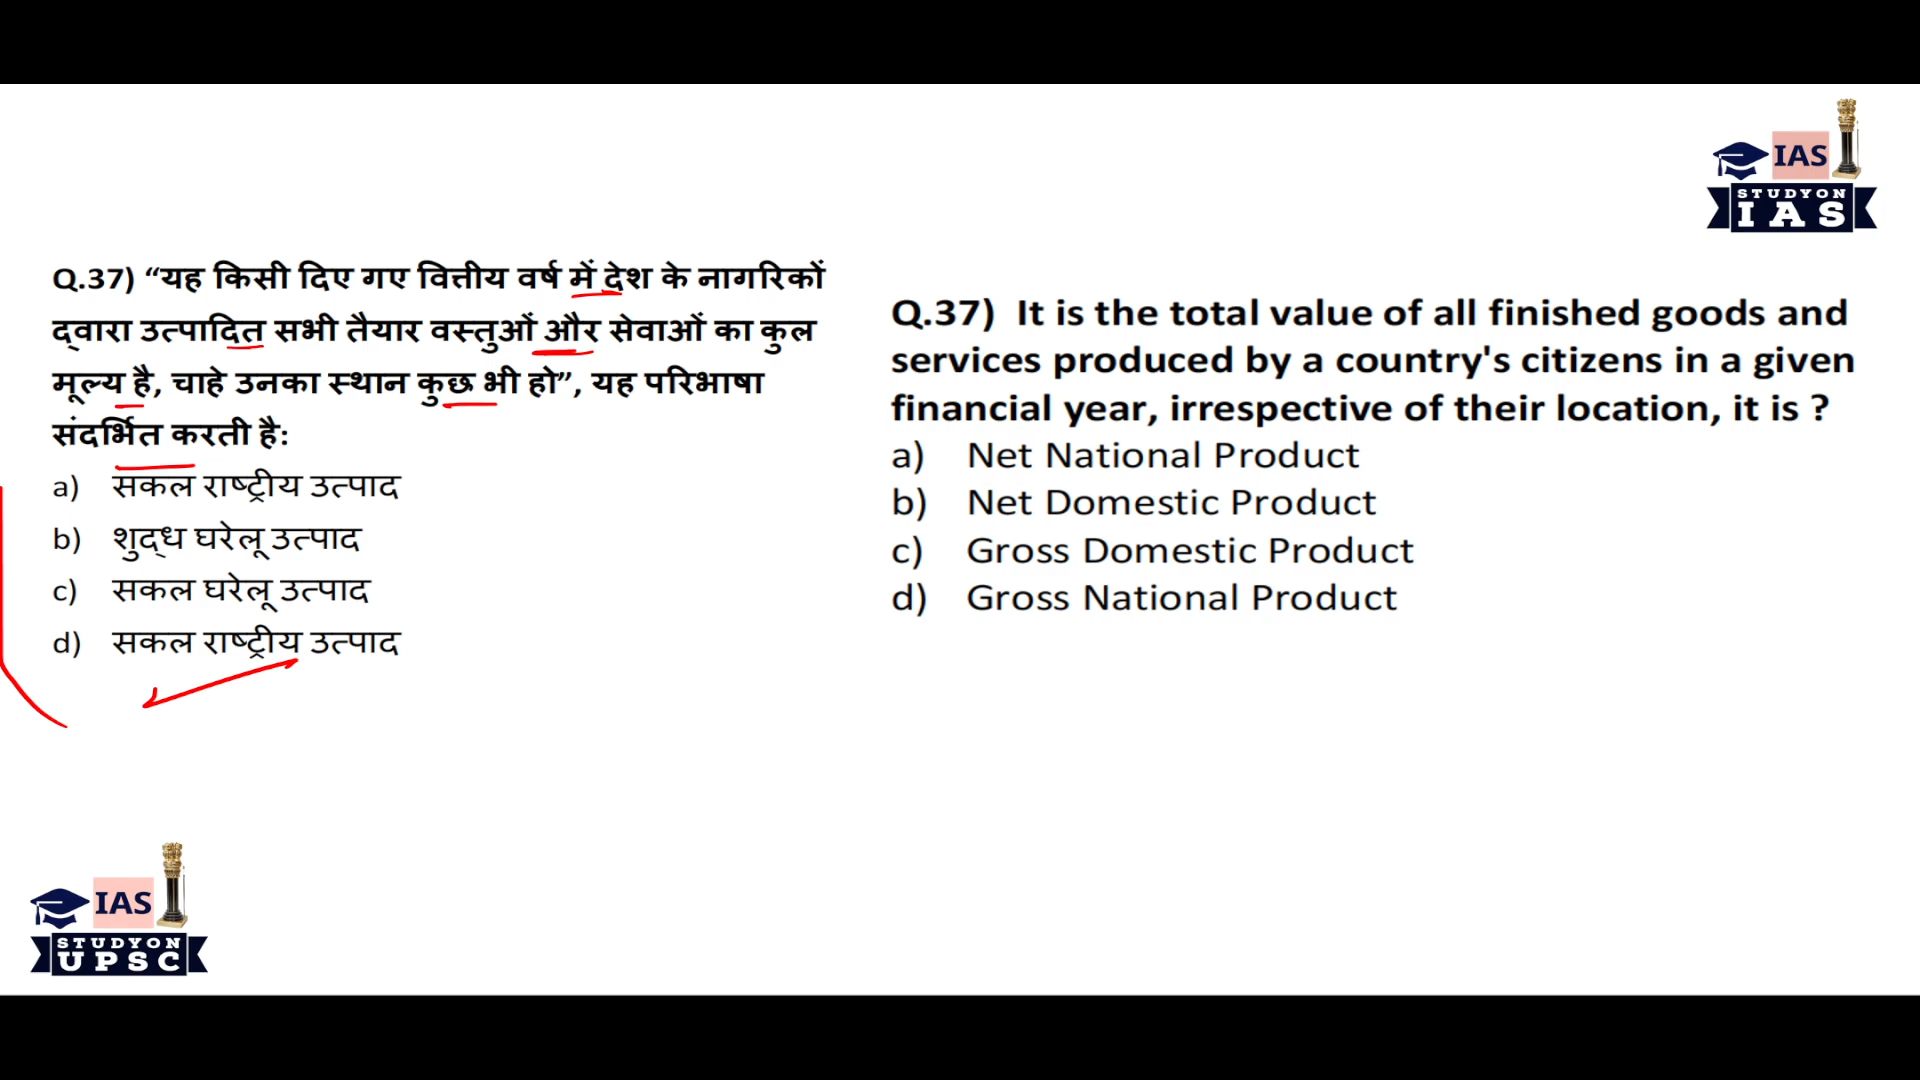 IAS
STUDYON
IAS
Q.37) “यह किसी दिए गए वित्तीय वर्ष में देश के नागरिकों
द्वारा उत्पादित सभी तैयार वस्तुओं और सेवाओं का कुल
मूल्य है, चाहे उनका स्थान कुछ भी हो”, यह परिभाषा
संदर्भित करती है:
a) सकल राष्ट्रीय उत्पाद
b) शुद्ध घरेलू उत्पाद
c) सकल घरेलू उत्पाद
d) सकल राष्ट्रीय उत्पाद
Q.37) It is the total value of all finished goods and
services produced by a country's citizens in a given
financial year, irrespective of their location, it is ?
a) Net National Product
b) Net Domestic Product
c) Gross Domestic Product
d) Gross National Product
IAS
STUDYON
UPSC